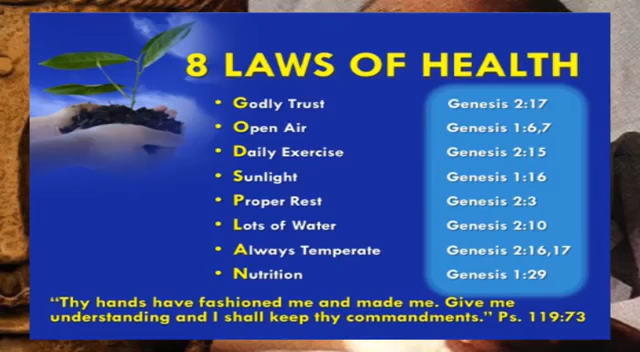 8 LAWS OF HEALTH
• Godly Trust Genesis 2:17
• Open Air Genesis 1:6,7
• Daily Exercise Genesis 2:15
• Sunlight Genesis 1:16
• Proper Rest Genesis 2:3
• Lots of Water Genesis 2:10
• Always Temperate Genesis 2:16,17
• Nutrition Genesis 1:29
“Thy hands have fashioned me and made me. Give me
understanding and I shall keep thy commandments.” Ps. 119:73